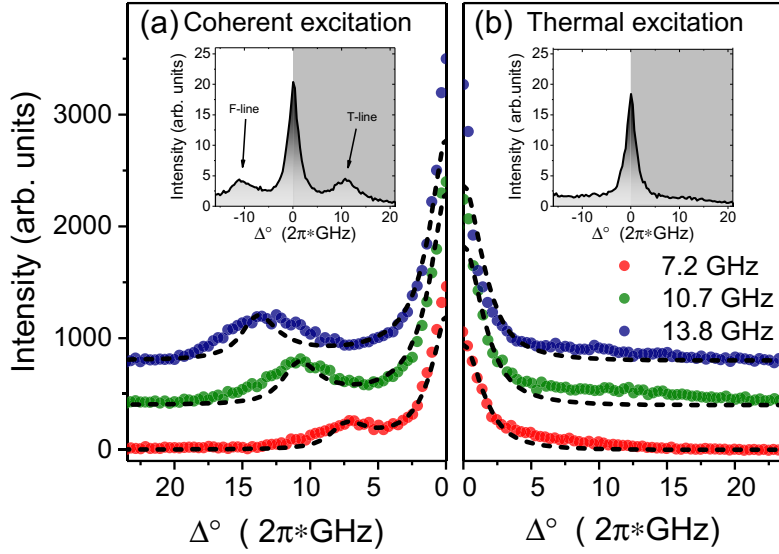 (a) Coherent excitation
(b) Thermal excitation
Intensity (arb. units)
3000
2000
1000
0
25
20
15
10
5
0
Intensity (arb. units)
F-line
T-line
-10 0 10 20
Δ° (2π*GHz)
25
20
15
10
5
0
Intensity ( arb. units)
-10 0 10 20
Δ° (2π*GHz)
7.2 GHz
10.7 GHz
13.8 GHz
20 15 10 5 0
0 5 10 15 20
Δ° ( 2π*GHz)
Δ° ( 2π*GHz)